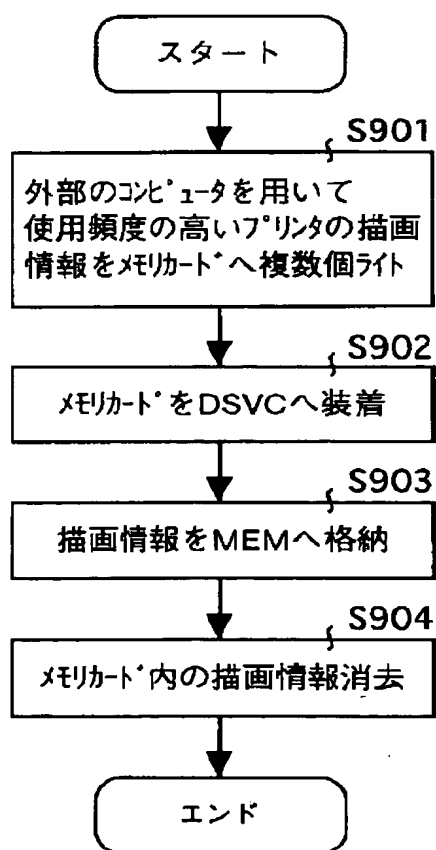 スタート
S901
外部のｺﾝﾋﾟｭｰﾀを用いて
使用頻度の高いﾌﾟﾘﾝﾀの描画
情報をﾒﾓﾘｶｰﾄﾞへ複数個ﾗｲﾄ
S902
ﾒﾓﾘｶｰﾄﾞをDSVCへ装着
S903
描画情報をMEMへ格納
S904
ﾒﾓﾘｶｰﾄﾞ内の描画情報消去
エンド